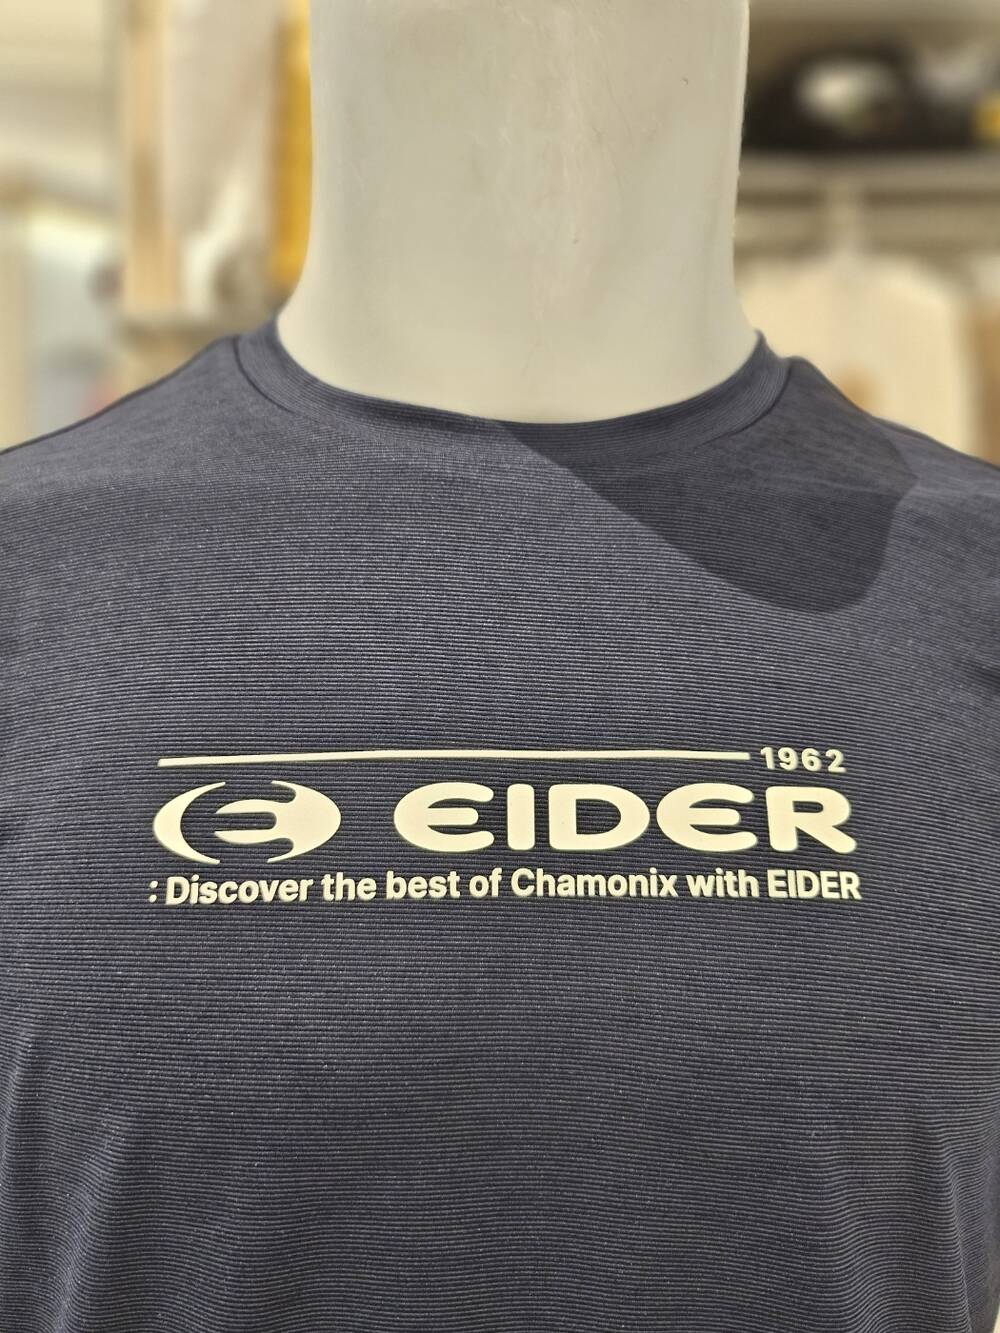 1962
EIDER
: Discover the best of Chamonix with EIDER